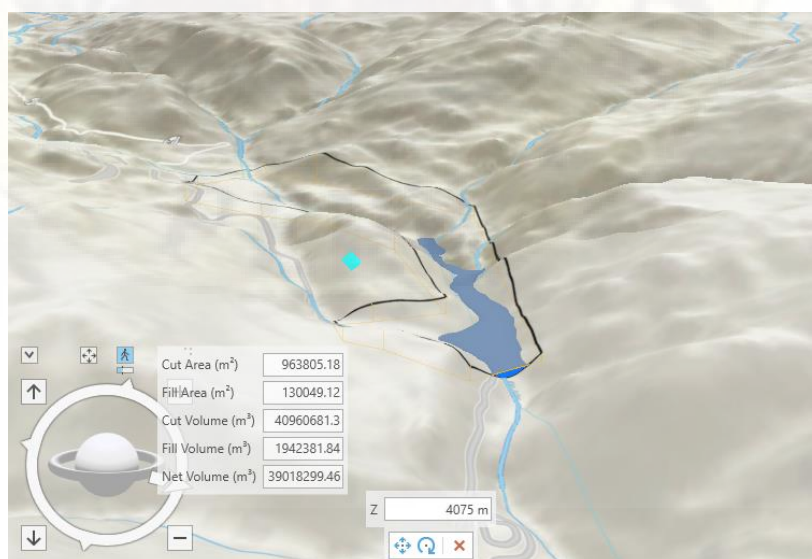 Cut Area (m²) 963805.18
Fill Area (m²) 130049.12
Cut Volume (m³) 40960681.3
Fill Volume (m³) 1942381.84
Net Volume (m³) 39018299.46
Z 4075 m